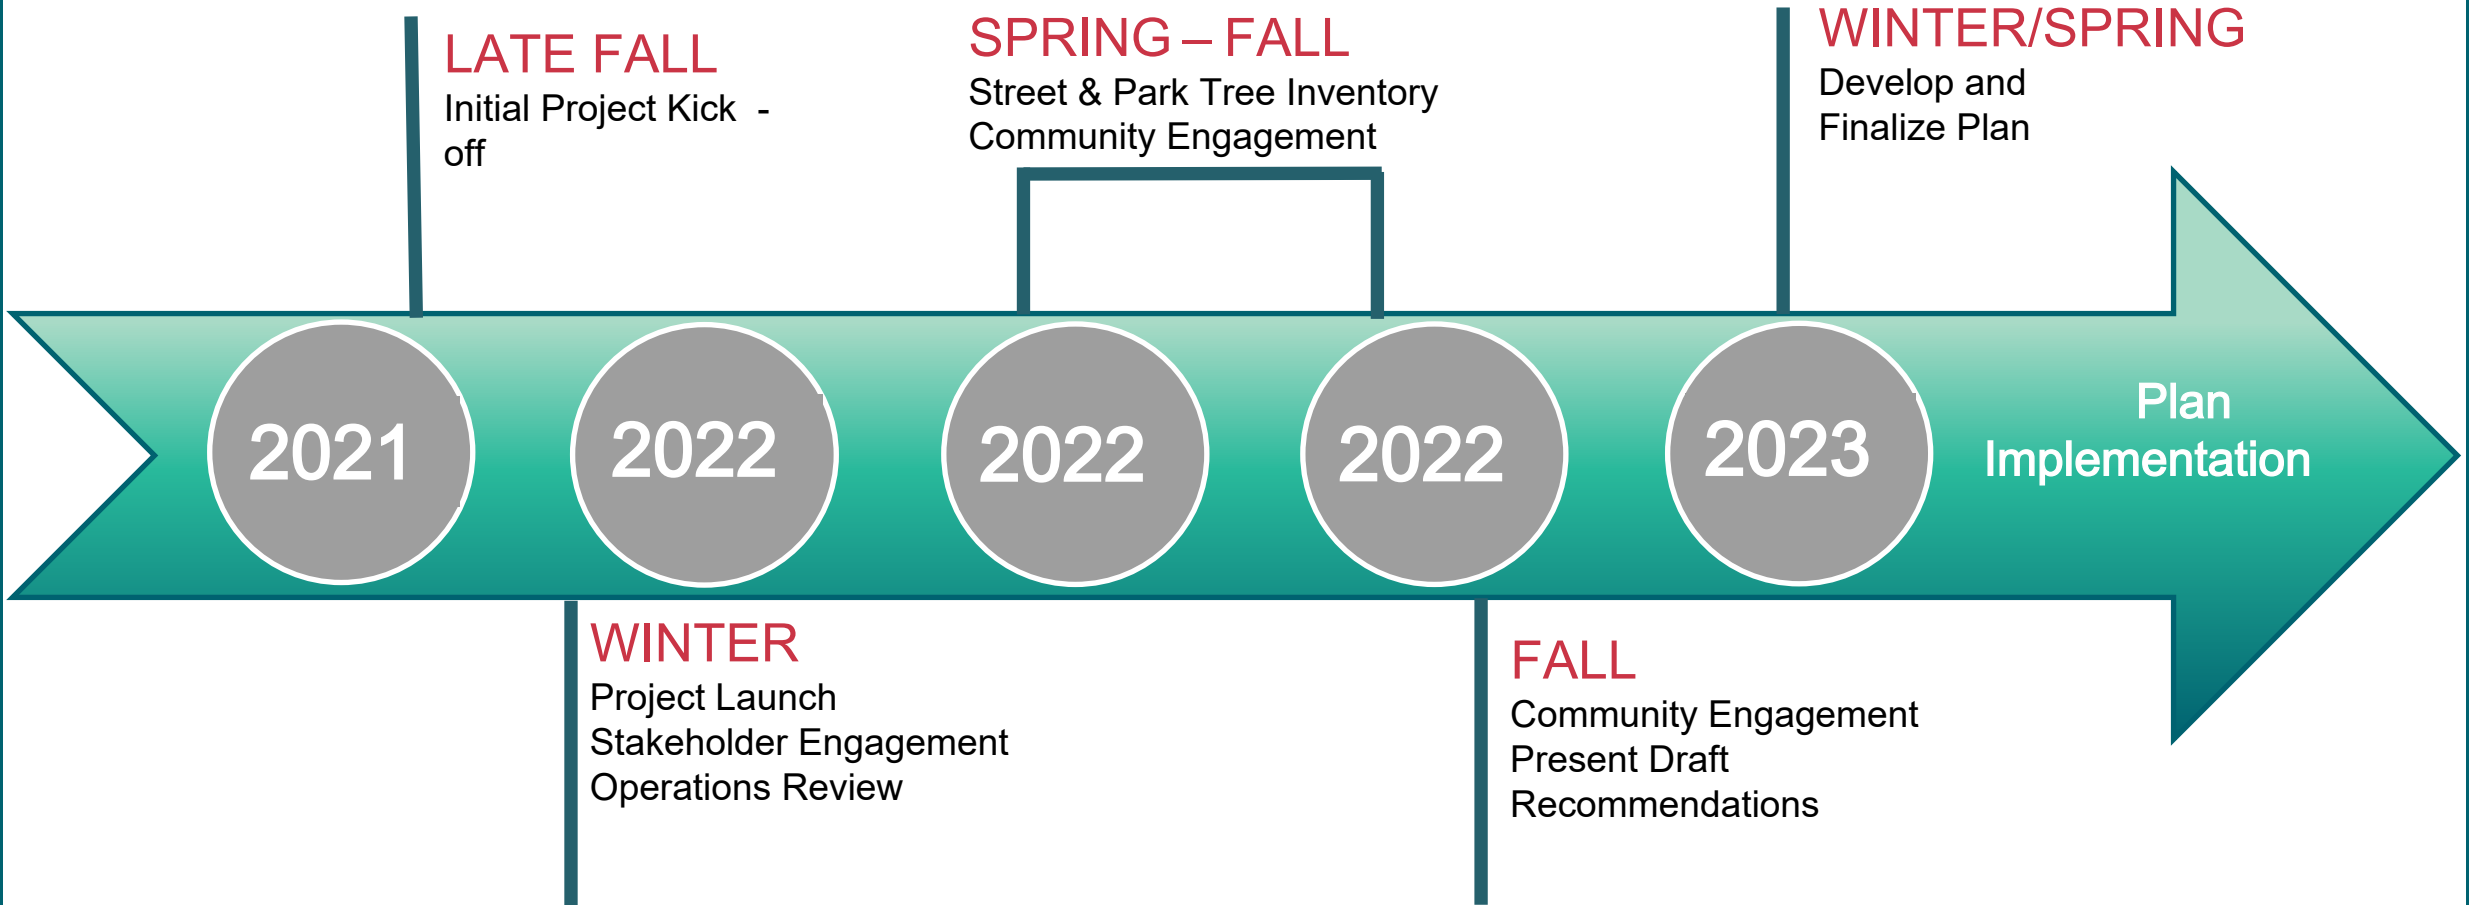 LATE FALL
Initial Project Kick -
off
SPRING – FALL
Street & Park Tree Inventory
Community Engagement
WINTER/SPRING
Develop and
Finalize Plan
2021
2022
2022
2022
2023
Plan
Implementation
WINTER
Project Launch
Stakeholder Engagement
Operations Review
FALL
Community Engagement
Present Draft
Recommendations